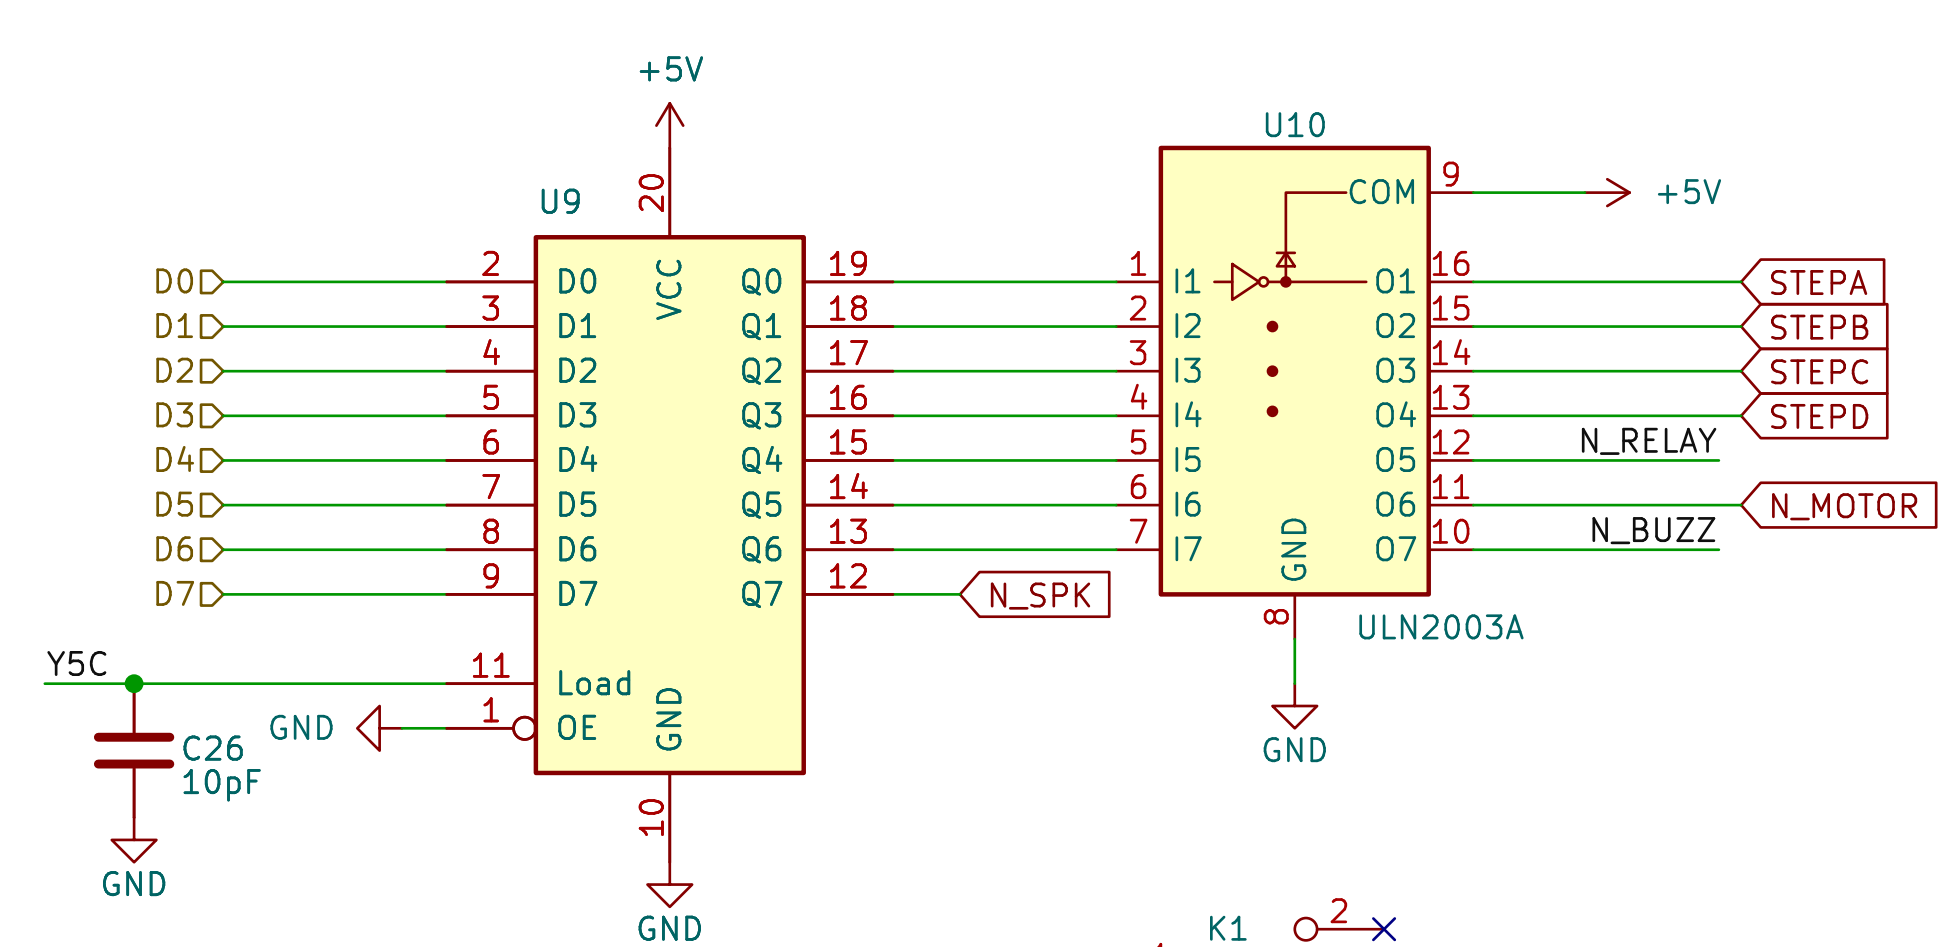 +5V
U10
20
9
COM
+5V
U9
D0 2 D0 VCC Q0 19 1 I1 O1 16 STEPA
D1 3 D1 Q1 18 2 I2 O2 15 STEPB
D2 4 D2 Q2 17 3 I3 O3 14 STEPC
D3 5 D3 Q3 16 4 I4 O4 13 STEPD
D4 6 D4 Q4 15 5 I5 O5 12 N_RELAY
D5 7 D5 Q5 14 6 I6 O6 11 N_MOTOR
D6 8 D6 Q6 13 7 I7 GND O7 10 N_BUZZ
D7 9 D7 Q7 12 N_SPK
8
ULN2003A
Y5C 11 Load
GND 1 OE GND
GND
C26
10pF
10
GND
GND
K1 2